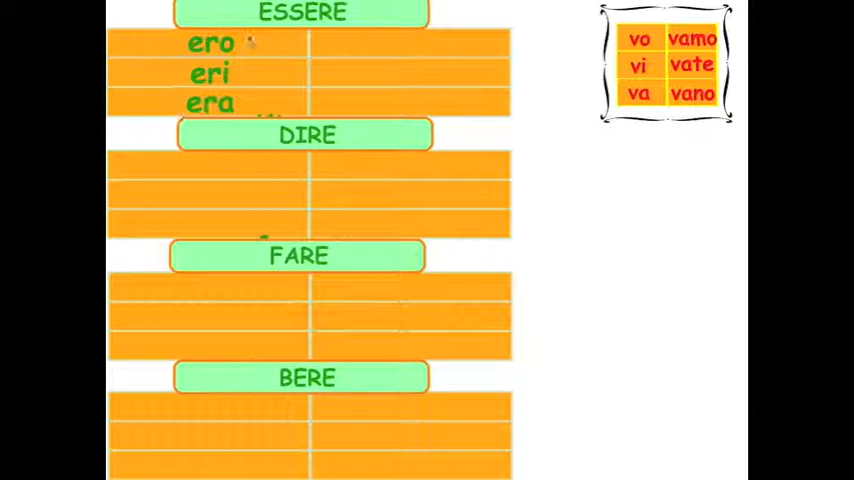 ESSERE
ero
eri
era
DIRE
FARE
BERE
vo vamo
vi vate
va vano